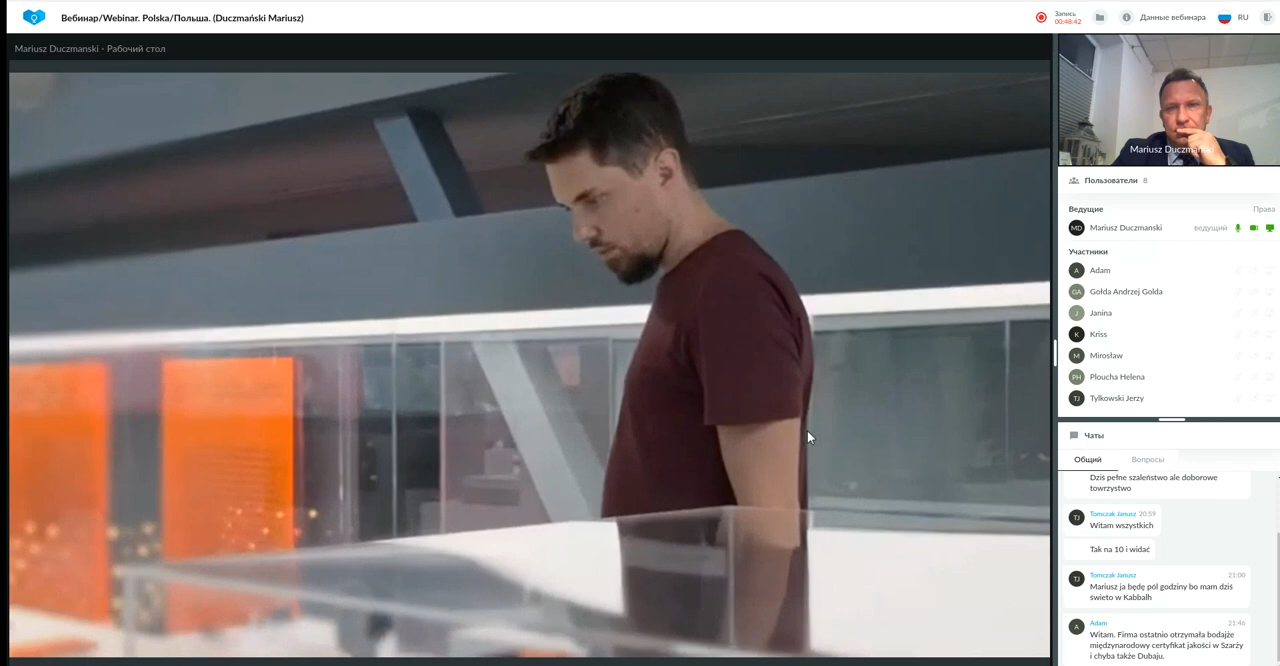 Вебинар/Webinar. Polska/Польша. (Duczmański Mariusz)
Запись
00:48:42
Данные вебинара
RU
Mariusz Duczmanski - Рабочий стол
Mariusz Duczmański
Пользователи 8
Ведущие Права
MD Mariusz Duczmanski ведущий
Участники
A Adam
GA Gołda Andrzej Golda
J Janina
K Kriss
M Mirosław
PH Ploucha Helena
TJ Tylkowski Jerzy
Чаты
Общий Вопросы
Dziś pełne szaleństwo ale doborowe
towrzystwo
TJ Tomczak Janusz 20:59
Witam wszystkich
Tak na 10 i widać
TJ Tomczak Janusz 21:00
Mariusz ja będę pól godziny bo mam dziś
świeto w Kabbalh
A Adam 21:46
Witam. Firma ostatnio otrzymała bodajże
międzynarodowy certyfikat jakości w Szarży
i chyba także Dubaju.